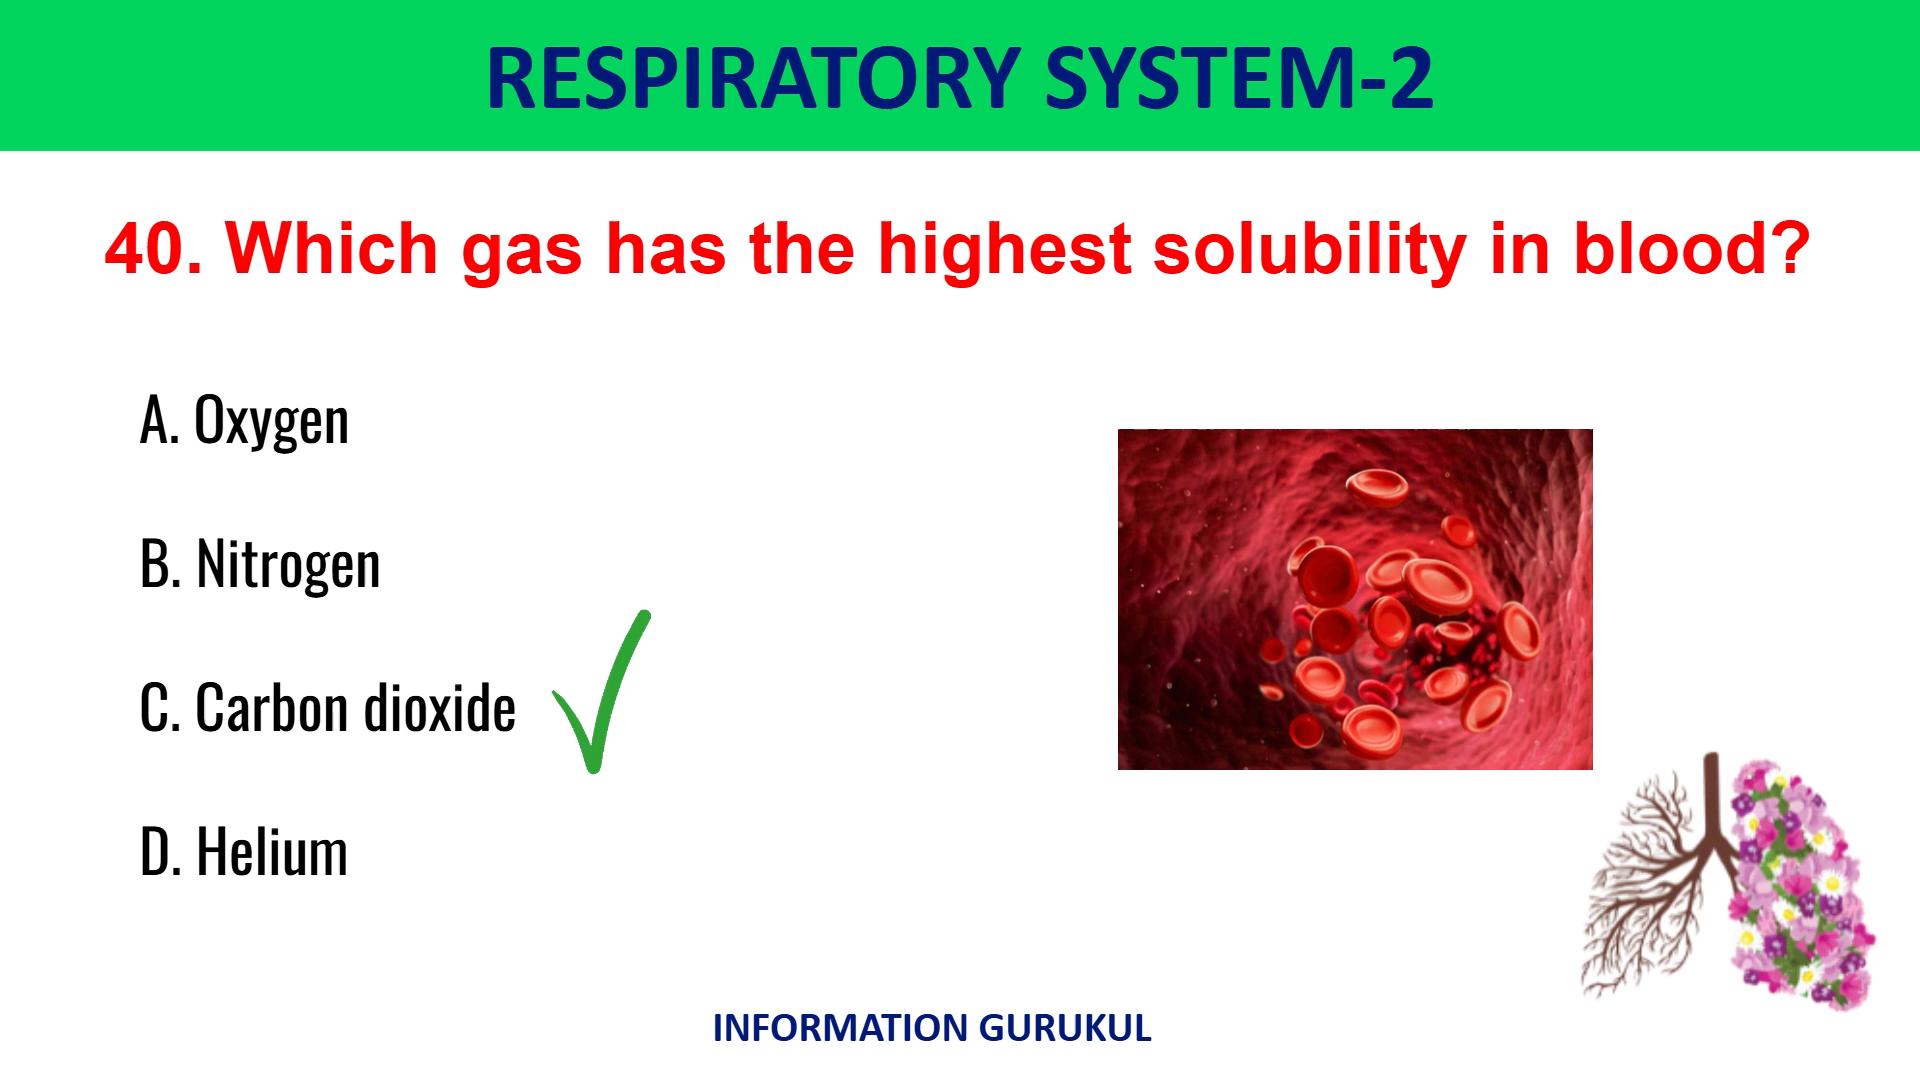 RESPIRATORY SYSTEM-2
40. Which gas has the highest solubility in blood?
A. Oxygen
B. Nitrogen
C. Carbon dioxide
D. Helium
INFORMATION GURUKUL